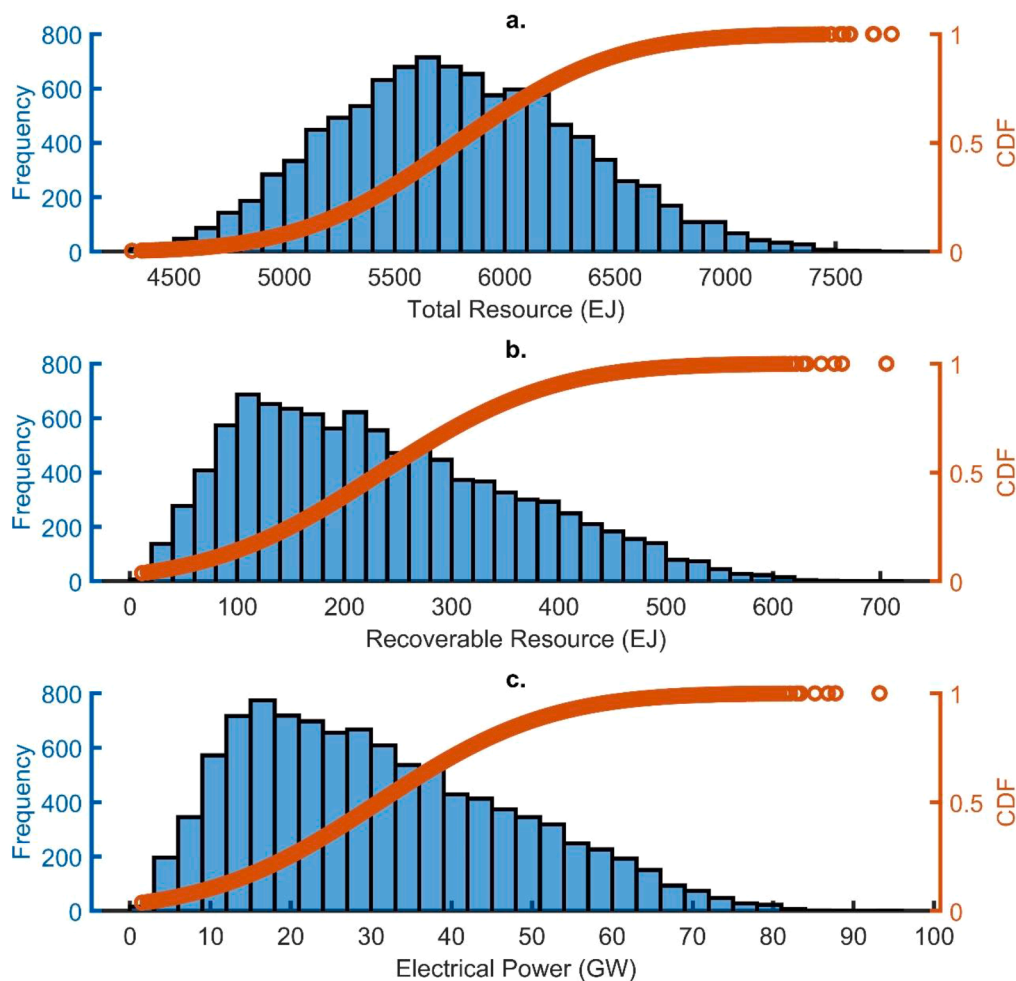 a.
800
600
400
200
0
Frequency
1
0.5
0
CDF
4500 5000 5500 6000 6500 7000 7500
Total Resource (EJ)
b.
800
600
400
200
0
Frequency
1
0.5
0
CDF
0 100 200 300 400 500 600 700
Recoverable Resource (EJ)
c.
800
600
400
200
0
Frequency
1
0.5
0
CDF
0 10 20 30 40 50 60 70 80 90 100
Electrical Power (GW)